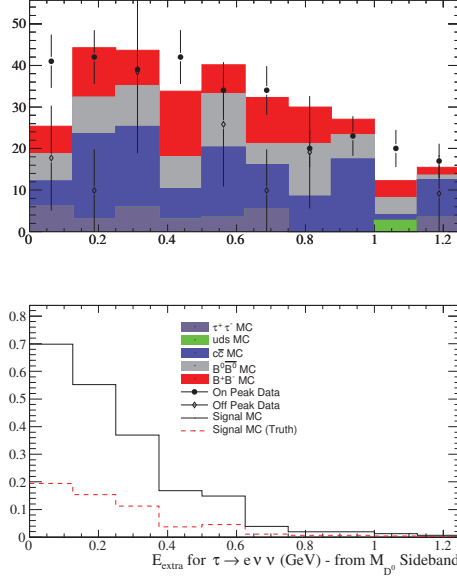 50
40
30
20
10
0
0 0.2 0.4 0.6 0.8 1 1.2
0.8
0.7
0.6
0.5
0.4
0.3
0.2
0.1
0
τ⁺ τ⁻ MC
uds MC
cc̅ MC
B⁰B̅⁰ MC
B⁺B⁻ MC
On Peak Data
Off Peak Data
Signal MC
Signal MC (Truth)
0 0.2 0.4 0.6 0.8 1 1.2
E_extra for τ → e ν ν (GeV) - from M_D⁰ Sideband